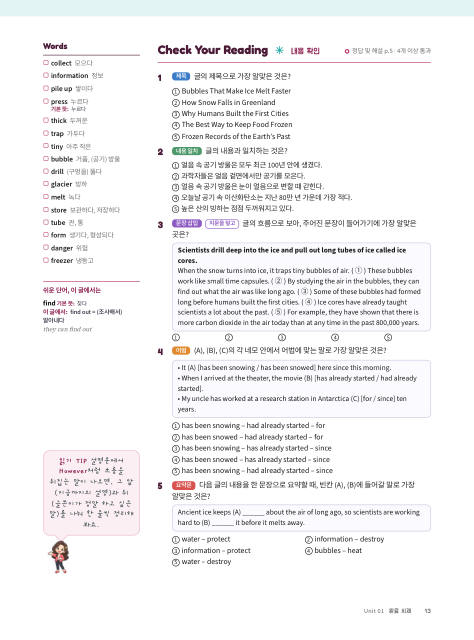 Words
collect 모으다
information 정보
pile up 쌓이다
press 누르다
기본 뜻: 누르다
thick 두꺼운
trap 가두다
tiny 아주 작은
bubble 거품, (공기) 방울
drill (구멍을) 뚫다
glacier 빙하
melt 녹다
store 보관하다, 저장하다
tube 관, 통
form 생기다, 형성되다
danger 위험
freezer 냉동고
쉬운 단어, 이 글에서는
find 기본 뜻: 찾다
이 글에서: find out = (조사해서)
알아내다
they can find out
읽기 TIP 설명문에서
However처럼 흐름을
뒤집는 말이 나오면, 그 앞
(이글까지의 설명)과 뒤
(글쓴이가 정말 하고 싶은
말)을 나눠 한 줄씩 정리해
봐요.
Check Your Reading ✳ 내용 확인
정답 및 해설 p.5 · 4개 이상 통과
1 제목 글의 제목으로 가장 알맞은 것은?
① Bubbles That Make Ice Melt Faster
② How Snow Falls in Greenland
③ Why Humans Built the First Cities
④ The Best Way to Keep Food Frozen
⑤ Frozen Records of the Earth's Past
2 내용 일치 글의 내용과 일치하는 것은?
① 얼음 속 공기 방울은 모두 최근 100년 안에 생겼다.
② 과학자들은 얼음 겉면에서만 공기를 모은다.
③ 얼음 속 공기 방울은 눈이 얼음으로 변할 때 갇힌다.
④ 오늘날 공기 속 이산화탄소는 지난 80만 년 가운데 가장 적다.
⑤ 높은 산의 빙하는 점점 두꺼워지고 있다.
3 문장 삽입 지문을 읽고 글의 흐름으로 보아, 주어진 문장이 들어가기에 가장 알맞은
곳은?
Scientists drill deep into the ice and pull out long tubes of ice called ice
cores.
When the snow turns into ice, it traps tiny bubbles of air. ( ① ) These bubbles
work like small time capsules. ( ② ) By studying the air in the bubbles, they can
find out what the air was like long ago. ( ③ ) Some of these bubbles had formed
long before humans built the first cities. ( ④ ) Ice cores have already taught
scientists a lot about the past. ( ⑤ ) For example, they have shown that there is
more carbon dioxide in the air today than at any time in the past 800,000 years.
① ② ③ ④ ⑤
4 어법 (A), (B), (C)의 각 네모 안에서 어법에 맞는 말로 가장 알맞은 것은?
• It (A) [has been snowing / has been snowed] here since this morning.
• When I arrived at the theater, the movie (B) [has already started / had already
started].
• My uncle has worked at a research station in Antarctica (C) [for / since] ten
years.
① has been snowing – had already started – for
② has been snowed – had already started – for
③ has been snowing – has already started – since
④ has been snowed – has already started – since
⑤ has been snowing – had already started – since
5 요약문 다음 글의 내용을 한 문장으로 요약할 때, 빈칸 (A), (B)에 들어갈 말로 가장
알맞은 것은?
Ancient ice keeps (A) ______ about the air of long ago, so scientists are working
hard to (B) ______ it before it melts away.
① water – protect ② information – destroy
③ information – protect ④ bubbles – heat
⑤ water – destroy
Unit 01 13